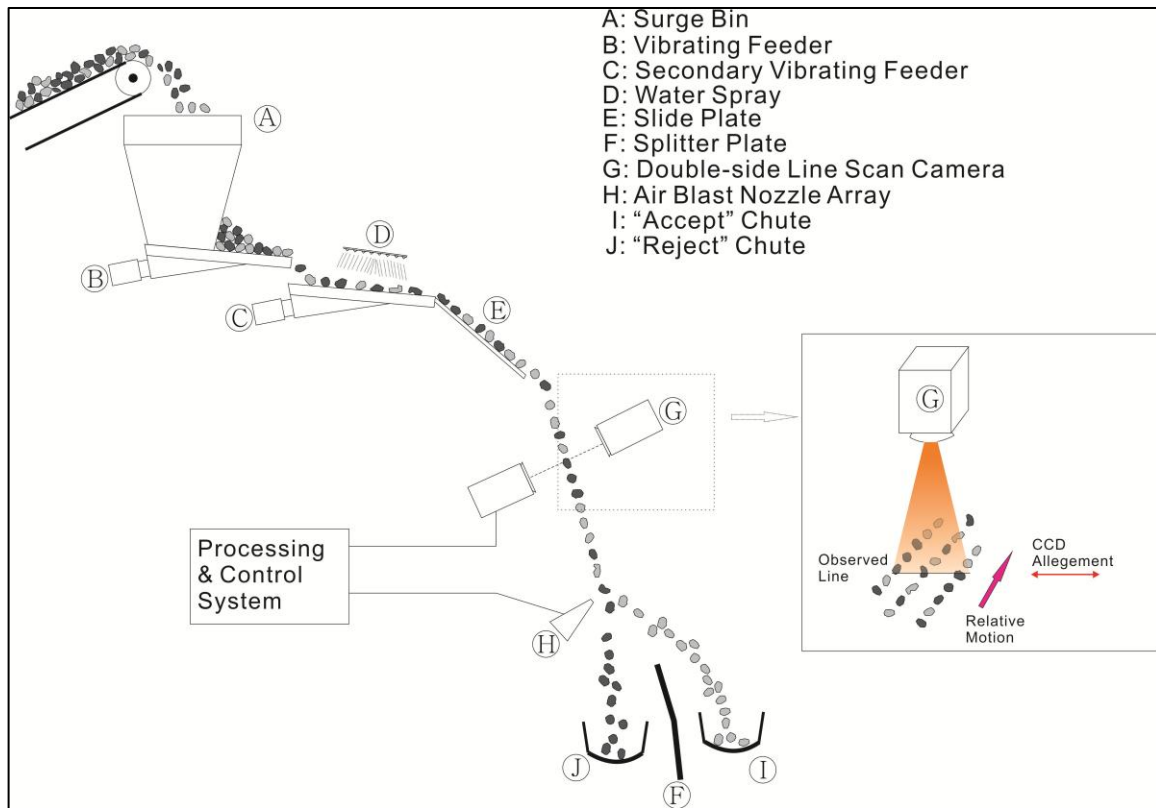 A: Surge Bin
B: Vibrating Feeder
C: Secondary Vibrating Feeder
D: Water Spray
E: Slide Plate
F: Splitter Plate
G: Double-side Line Scan Camera
H: Air Blast Nozzle Array
I: “Accept” Chute
J: “Reject” Chute
A
B
D
C
E
G
Processing
& Control
System
H
J
F
I
G
Observed
Line
CCD
Allegement
Relative
Motion